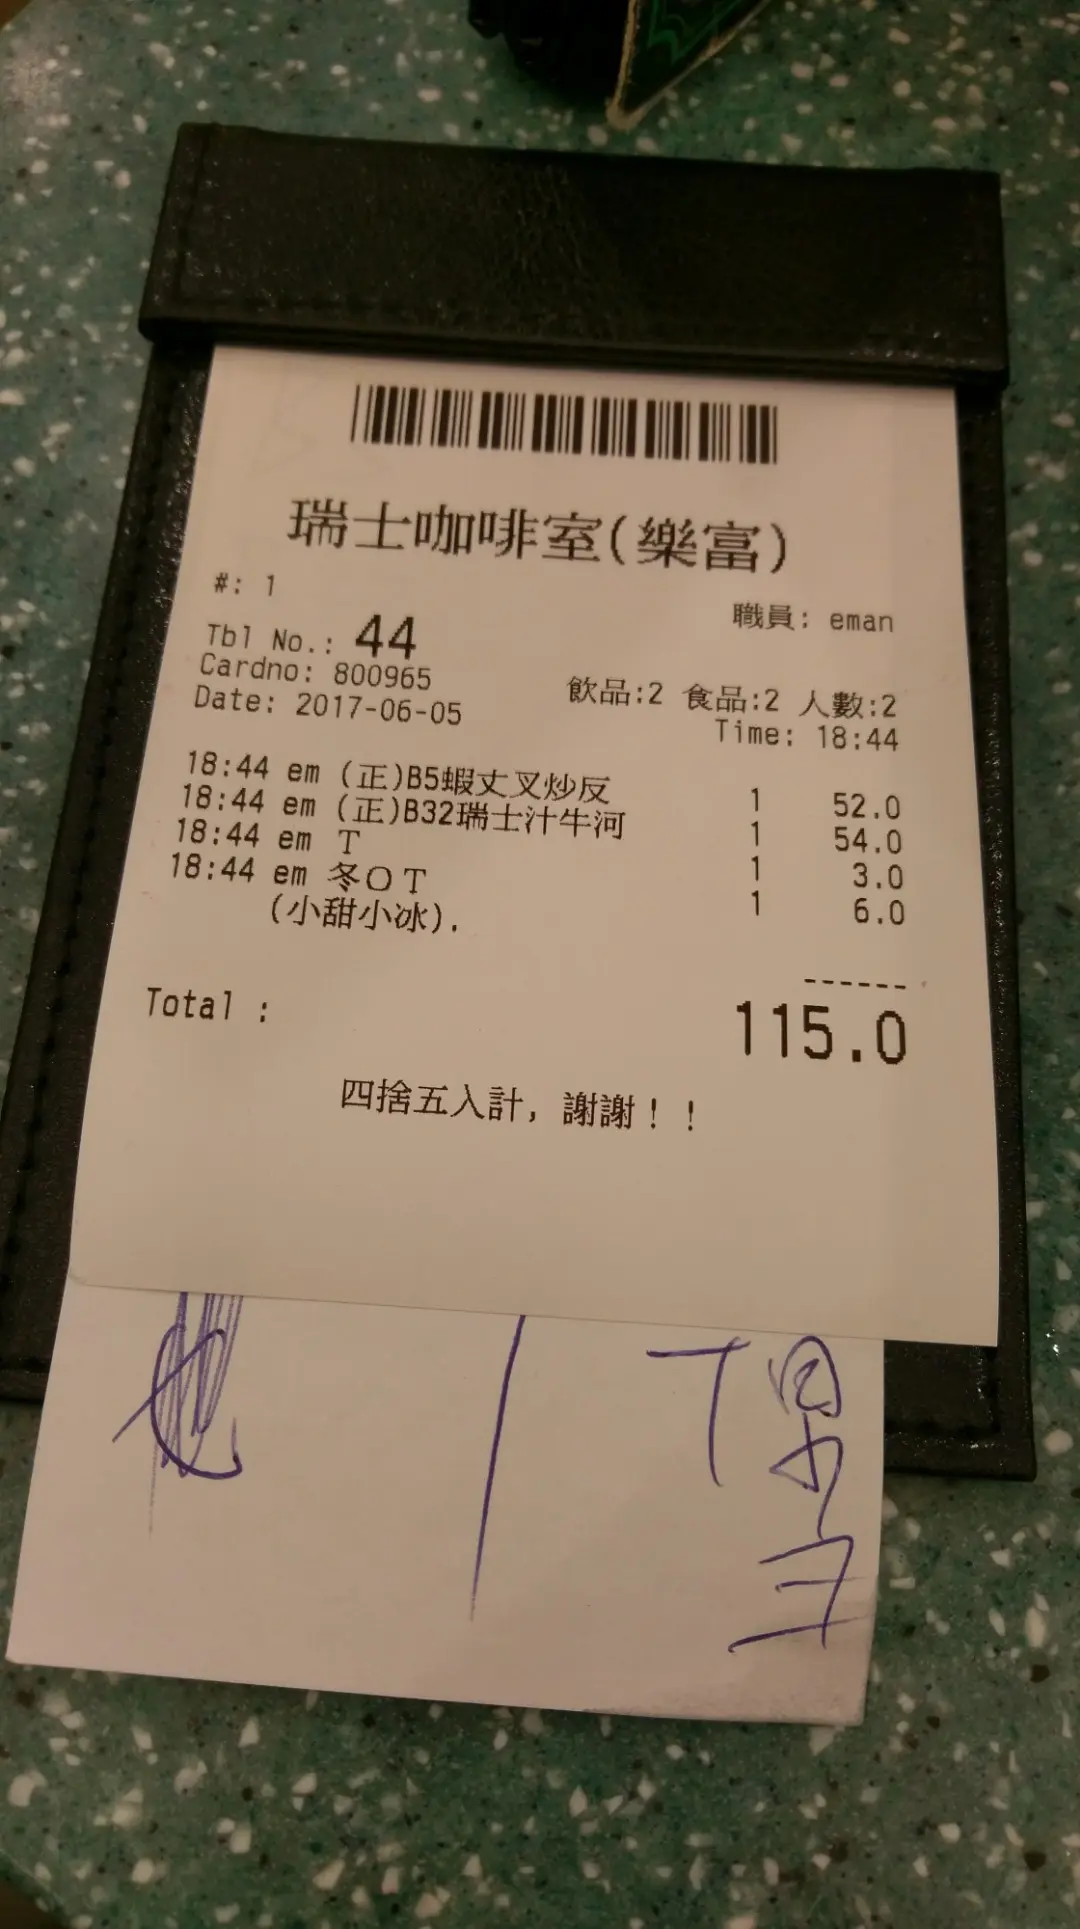 瑞士咖啡室(樂富)
#: 1
職員: eman
Tbl No.: 44
Cardno: 800965
飲品:2 食品:2 人數:2
Date: 2017-06-05
Time: 18:44
18:44 em (正)B5蝦丈叉炒反 1 52.0
18:44 em (正)B32瑞士汁牛河 1 54.0
18:44 em T 1 3.0
18:44 em 冬OT 1 6.0
(小甜小冰).
------
Total : 115.0
四捨五入計, 謝謝!!